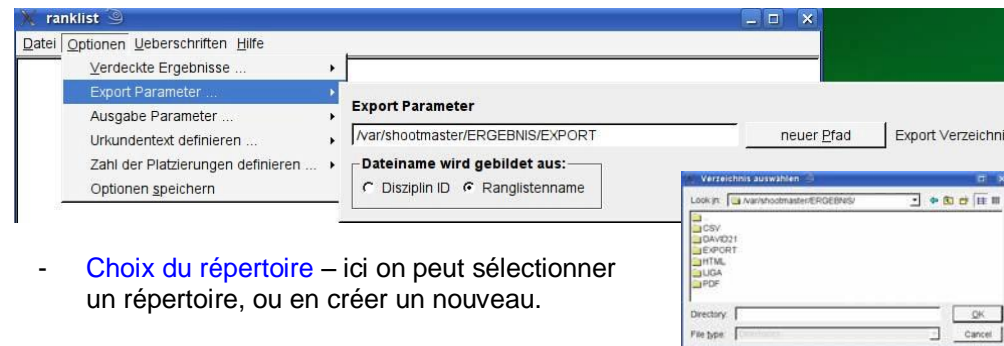 ranklist
Datei Optionen Ueberschriften Hilfe
Verdeckte Ergebnisse ...
Export Parameter ...
Ausgabe Parameter ...
Urkundentext definieren ...
Zahl der Platzierungen definieren ...
Optionen speichern
Export Parameter
/var/shootmaster/ERGEBNIS/EXPORT neuer Pfad Export Verzeichni
Dateiname wird gebildet aus:
Disziplin ID Ranglistenname
Verzeichnis auswählen
Look in: /var/shootmaster/ERGEBNIS/
..
CSV
DAVID21
EXPORT
HTML
LIGA
PDF
Directory: OK
File type: Cancel
- Choix du répertoire – ici on peut sélectionner
un répertoire, ou en créer un nouveau.